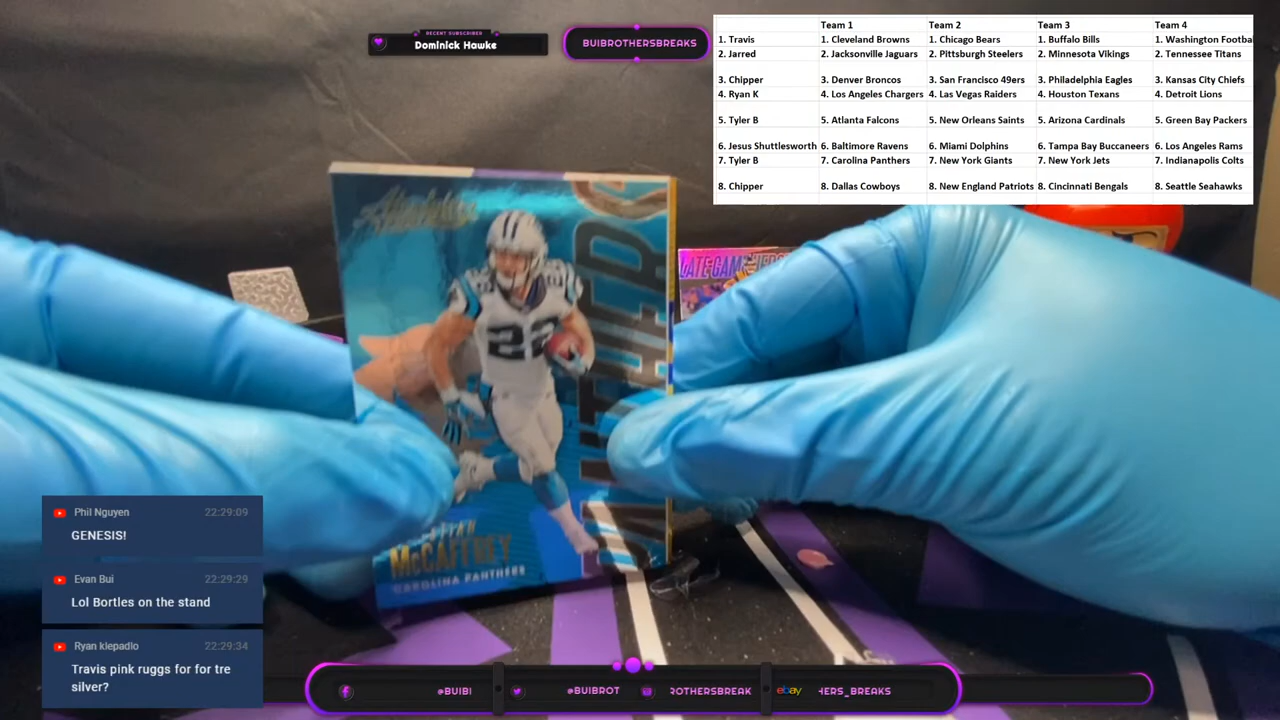 RECENT SUBSCRIBER
Dominick Hawke
BUIBROTHERSBREAKS
Team 1 Team 2 Team 3 Team 4
1. Travis 1. Cleveland Browns 1. Chicago Bears 1. Buffalo Bills 1. Washington Footba
2. Jarred 2. Jacksonville Jaguars 2. Pittsburgh Steelers 2. Minnesota Vikings 2. Tennessee Titans
3. Chipper 3. Denver Broncos 3. San Francisco 49ers 3. Philadelphia Eagles 3. Kansas City Chiefs
4. Ryan K 4. Los Angeles Chargers 4. Las Vegas Raiders 4. Houston Texans 4. Detroit Lions
5. Tyler B 5. Atlanta Falcons 5. New Orleans Saints 5. Arizona Cardinals 5. Green Bay Packers
6. Jesus Shuttlesworth 6. Baltimore Ravens 6. Miami Dolphins 6. Tampa Bay Buccaneers 6. Los Angeles Rams
7. Tyler B 7. Carolina Panthers 7. New York Giants 7. New York Jets 7. Indianapolis Colts
8. Chipper 8. Dallas Cowboys 8. New England Patriots 8. Cincinnati Bengals 8. Seattle Seahawks
Absolute
22
McCAFFREY
CAROLINA PANTHERS
Phil Nguyen 22:29:09
GENESIS!
Evan Bui 22:29:29
Lol Bortles on the stand
Ryan klepadlo 22:29:34
Travis pink ruggs for for tre
silver?
@BUIBI @BUIBROT ROTHERSBREAK ebay HERS_BREAKS